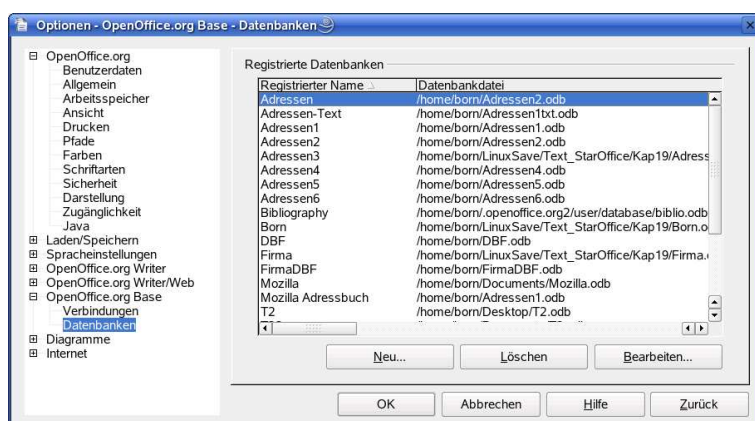 Optionen - OpenOffice.org Base - Datenbanken
OpenOffice.org
Benutzerdaten
Allgemein
Arbeitsspeicher
Ansicht
Drucken
Pfade
Farben
Schriftarten
Sicherheit
Darstellung
Zugänglichkeit
Java
Laden/Speichern
Spracheinstellungen
OpenOffice.org Writer
OpenOffice.org Writer/Web
OpenOffice.org Base
Verbindungen
Datenbanken
Diagramme
Internet
Registrierte Datenbanken
Registrierter Name Datenbankdatei
Adressen /home/born/Adressen2.odb
Adressen-Text /home/born/Adressen1txt.odb
Adressen1 /home/born/Adressen1.odb
Adressen2 /home/born/Adressen2.odb
Adressen3 /home/born/LinuxSave/Text_StarOffice/Kap19/Adress
Adressen4 /home/born/Adressen4.odb
Adressen5 /home/born/Adressen5.odb
Adressen6 /home/born/Adressen6.odb
Bibliography /home/born/.openoffice.org2/user/database/biblio.odb
Born /home/born/LinuxSave/Text_StarOffice/Kap19/Born.o
DBF /home/born/DBF.odb
Firma /home/born/LinuxSave/Text_StarOffice/Kap19/Firma.
FirmaDBF /home/born/FirmaDBF.odb
Mozilla /home/born/Documents/Mozilla.odb
Mozilla Adressbuch /home/born/Adressen1.odb
T2 /home/born/Desktop/T2.odb
Neu... Löschen Bearbeiten...
OK Abbrechen Hilfe Zurück